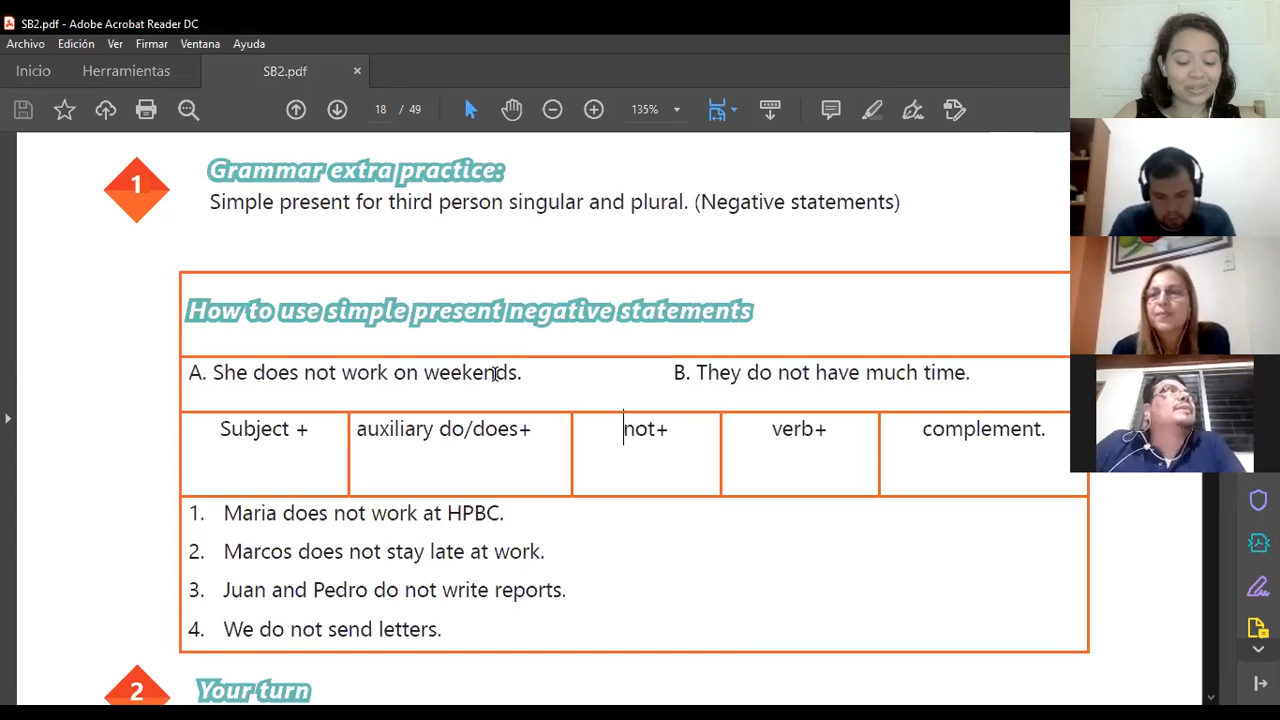 SB2.pdf - Adobe Acrobat Reader DC
Archivo Edición Ver Firmar Ventana Ayuda
Inicio Herramientas SB2.pdf ×
18 / 49 135%
1
Grammar extra practice:
Simple present for third person singular and plural. (Negative statements)
How to use simple present negative statements
A. She does not work on weekends. B. They do not have much time.
Subject + auxiliary do/does+ not+ verb+ complement.
1. Maria does not work at HPBC.
2. Marcos does not stay late at work.
3. Juan and Pedro do not write reports.
4. We do not send letters.
2
Your turn